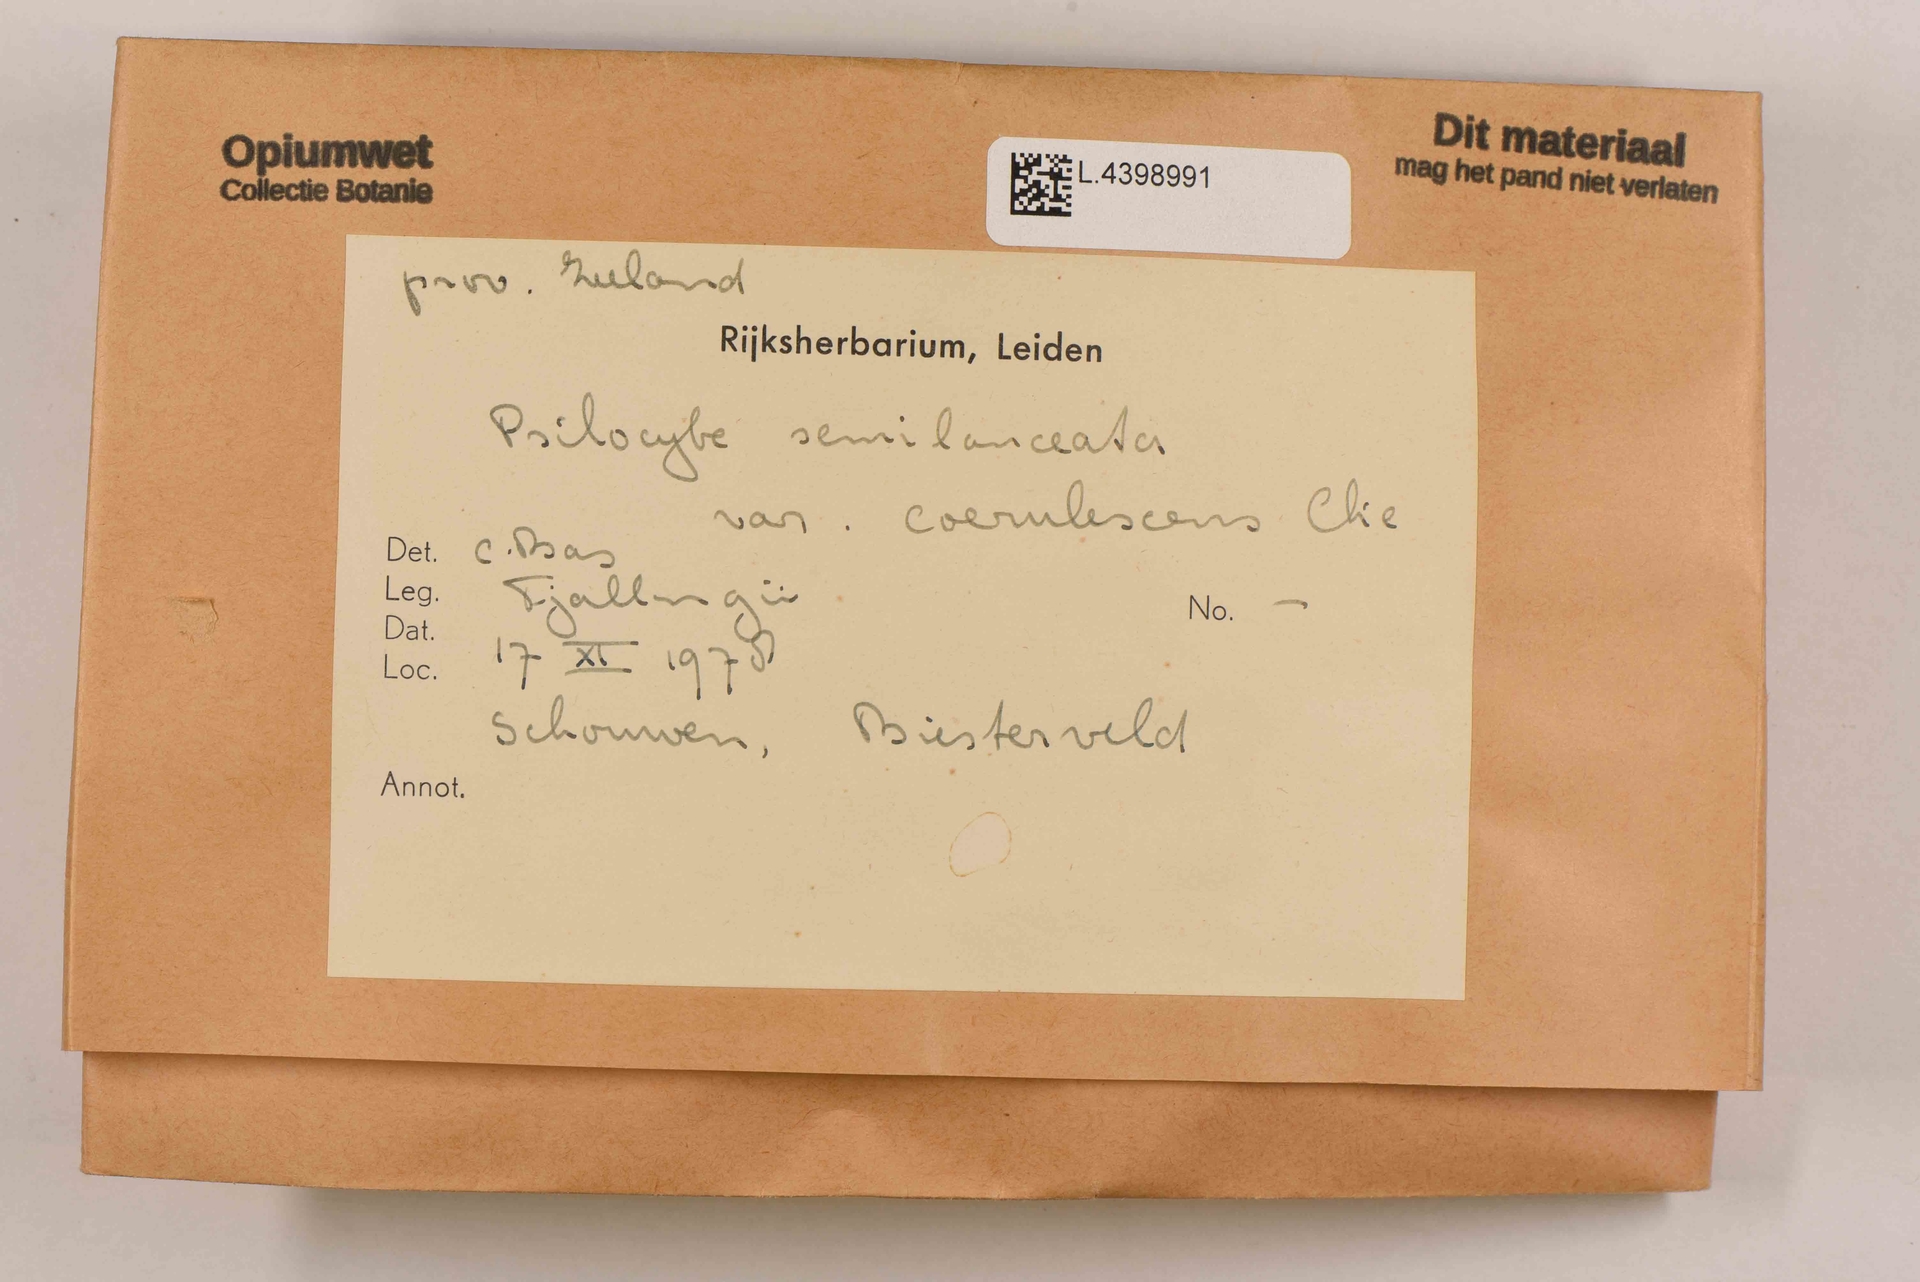 Opiumwet
Collectie Botanie
L.4398991
Dit materiaal
mag het pand niet verlaten
prov. Zeeland
Rijksherbarium, Leiden
Psilocybe semilanceata
var. coerulescens Cke
Det. C. Bas
Leg. Tjallingii
No. –
Dat. 17 XI 1978
Loc. Schouwen, Biesterveld
Annot.